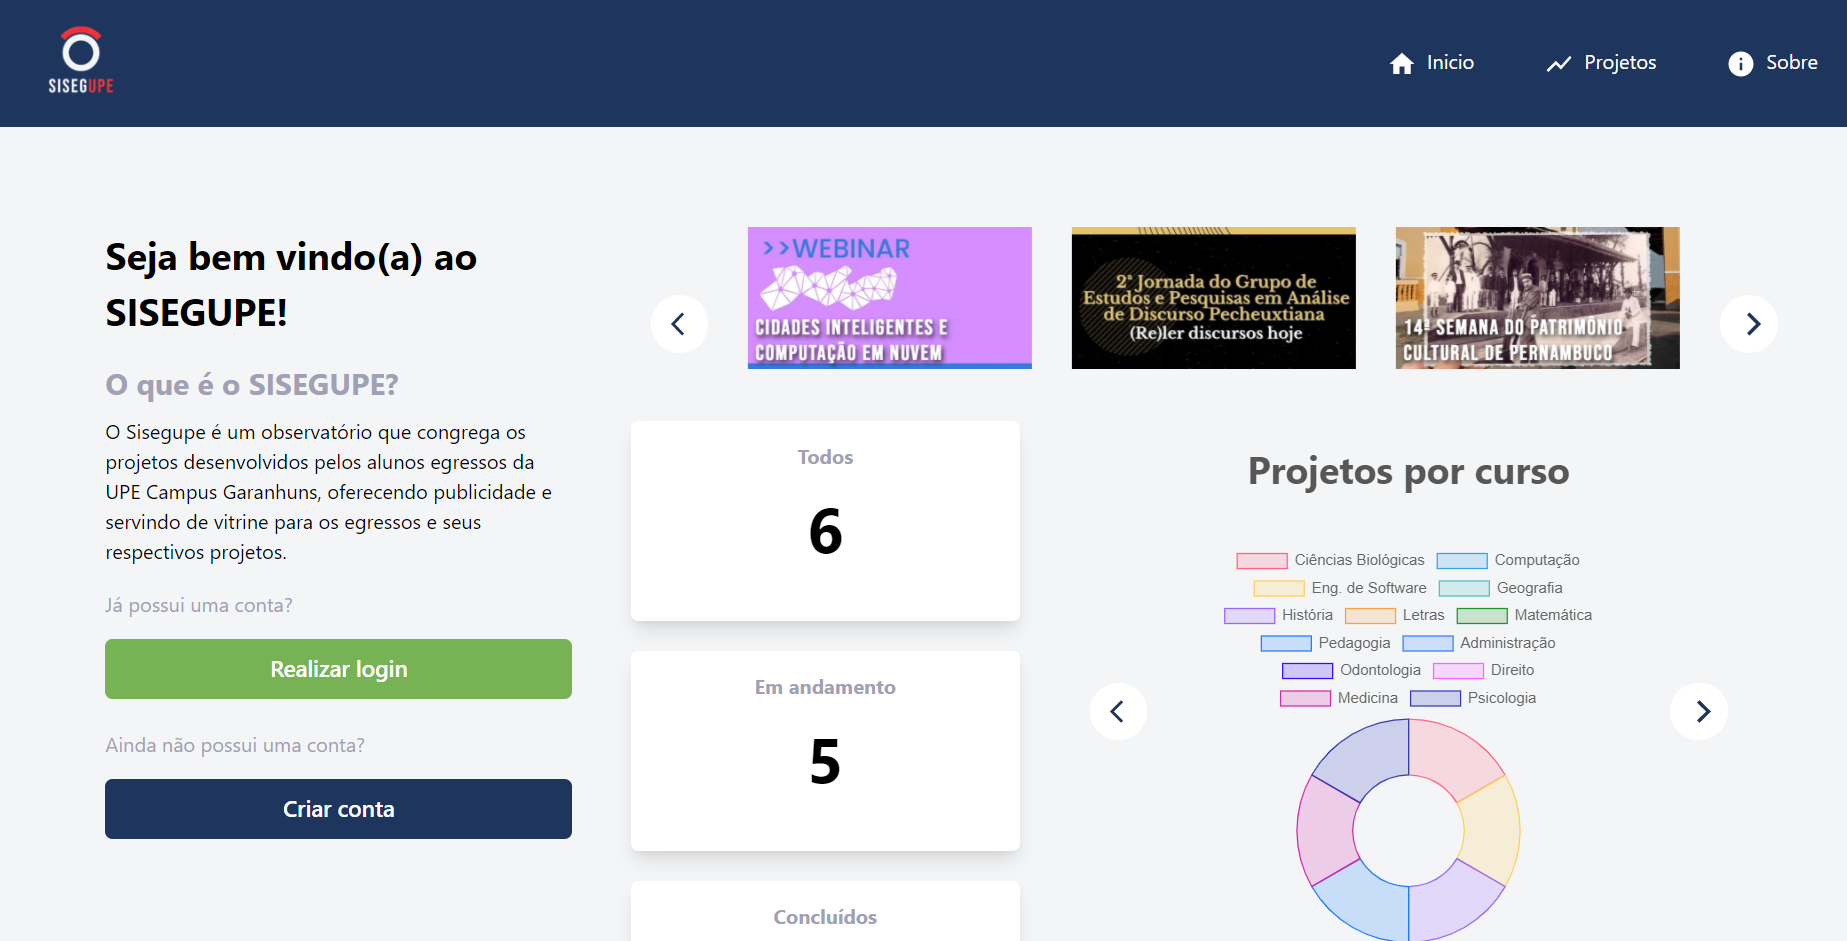 SISEGUPE
Inicio
Projetos
Sobre
Seja bem vindo(a) ao
SISEGUPE!
O que é o SISEGUPE?
O Sisegupe é um observatório que congrega os
projetos desenvolvidos pelos alunos egressos da
UPE Campus Garanhuns, oferecendo publicidade e
servindo de vitrine para os egressos e seus
respectivos projetos.
Já possui uma conta?
Realizar login
Ainda não possui uma conta?
Criar conta
>>WEBINAR
CIDADES INTELIGENTES E
COMPUTAÇÃO EM NUVEM
2ª Jornada do Grupo de
Estudos e Pesquisas em Análise
de Discurso Pecheuxtiana
(Re)ler discursos hoje
14ª SEMANA DO PATRIMÔNIO
CULTURAL DE PERNAMBUCO
Todos
6
Em andamento
5
Concluídos
Projetos por curso
Ciências Biológicas Computação
Eng. de Software Geografia
História Letras Matemática
Pedagogia Administração
Odontologia Direito
Medicina Psicologia